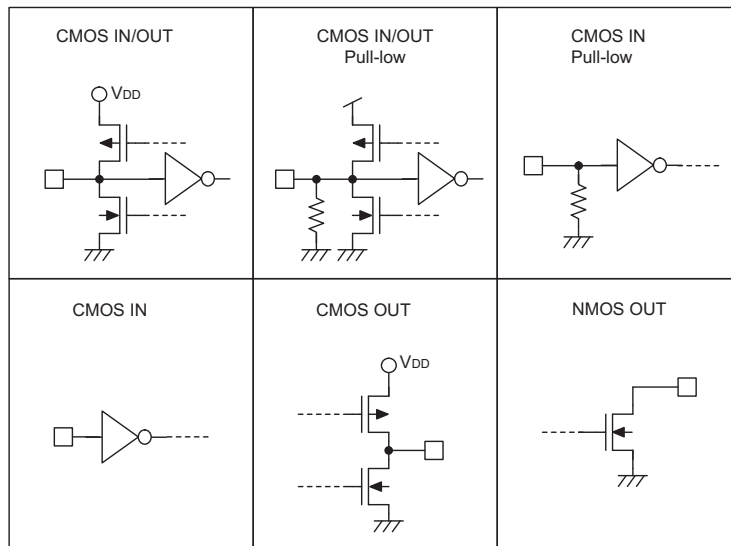 CMOS IN/OUT
VDD
CMOS IN/OUT
Pull-low
CMOS IN
Pull-low
CMOS IN
CMOS OUT
VDD
NMOS OUT